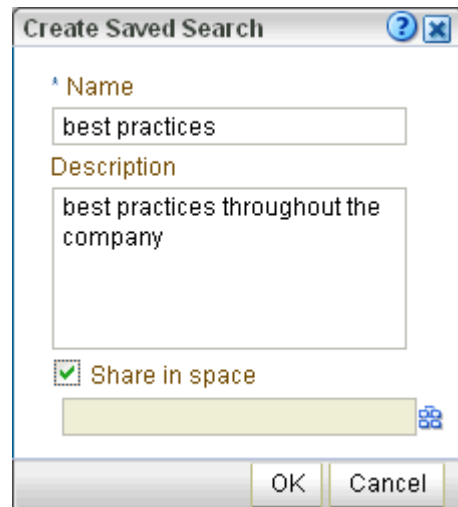 Create Saved Search ?
* Name
best practices
Description
best practices throughout the
company
Share in space
OK Cancel